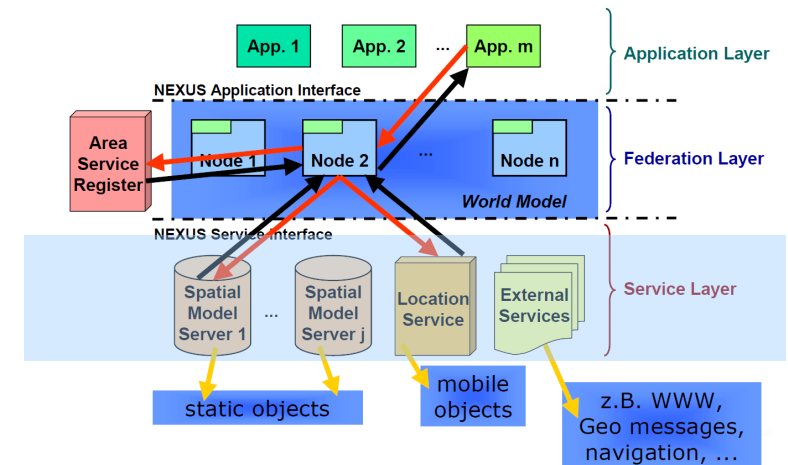 App. 1
App. 2
...
App. m
Application Layer
NEXUS Application Interface
Area
Service
Register
Node 1
Node 2
...
Node n
Federation Layer
World Model
NEXUS Service Interface
Spatial
Model
Server 1
...
Spatial
Model
Server j
Location
Service
External
Services
Service Layer
static objects
mobile
objects
z.B. WWW,
Geo messages,
navigation, ...